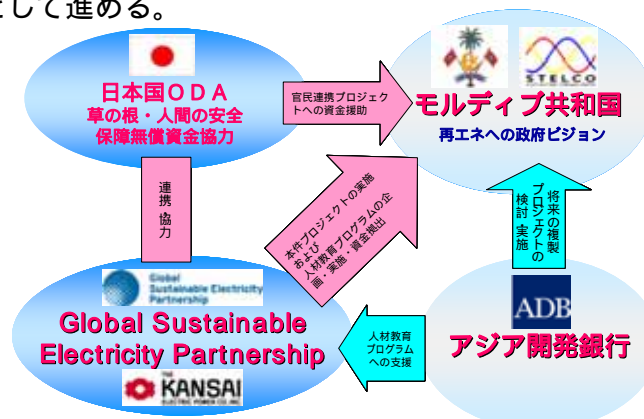 として進める。
日本国ODA
草の根・人間の安全
保障無償資金協力
官民連携プロジェク
トへの資金援助
STELCO
モルディブ共和国
再エネへの政府ビジョン
連携協力
本件プロジェクトの実施
および
人材教育プログラムの企
画・実施・資金拠出
将来の複製
プロジェクトの
検討・実施
Global
Sustainable Electricity
Partnership
Global Sustainable
Electricity Partnership
THE
KANSAI
ELECTRIC POWER CO., INC.
人材教育
プログラム
への支援
ADB
アジア開発銀行